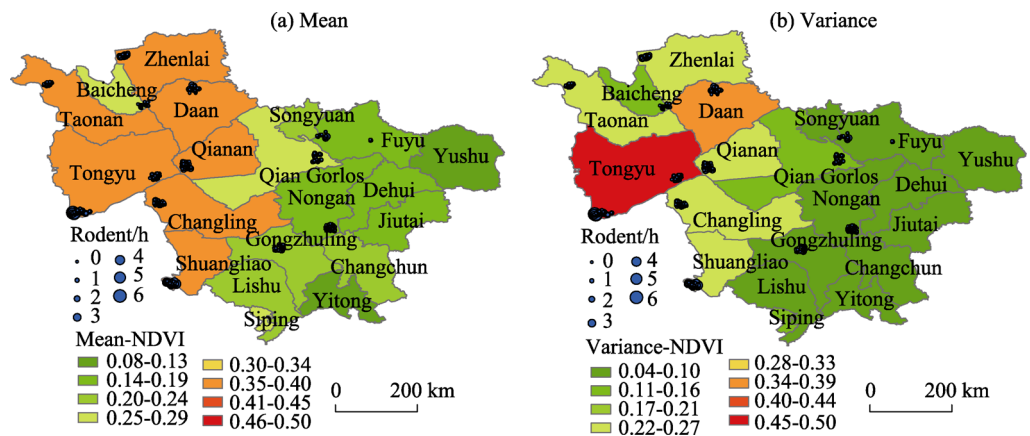 (a) Mean
Zhenlai
Baicheng
Daan
Taonan
Songyuan
Fuyu
Yushu
Qianan
Tongyu
Qian Gorlos
Dehui
Nongan
Jiutai
Changling
Gongzhuling
Shuangliao
Changchun
Lishu
Yitong
Siping
Rodent/h
0 4
1 5
2 6
3
Mean-NDVI
0.08–0.13 0.30–0.34
0.14–0.19 0.35–0.40
0.20–0.24 0.41–0.45
0.25–0.29 0.46–0.50
0 200 km
(b) Variance
Zhenlai
Baicheng
Daan
Taonan
Songyuan
Fuyu
Yushu
Qianan
Tongyu
Qian Gorlos
Dehui
Nongan
Jiutai
Changling
Gongzhuling
Shuangliao
Changchun
Lishu
Yitong
Siping
Rodent/h
0 4
1 5
2 6
3
Variance-NDVI
0.04–0.10 0.28–0.33
0.11–0.16 0.34–0.39
0.17–0.21 0.40–0.44
0.22–0.27 0.45–0.50
0 200 km